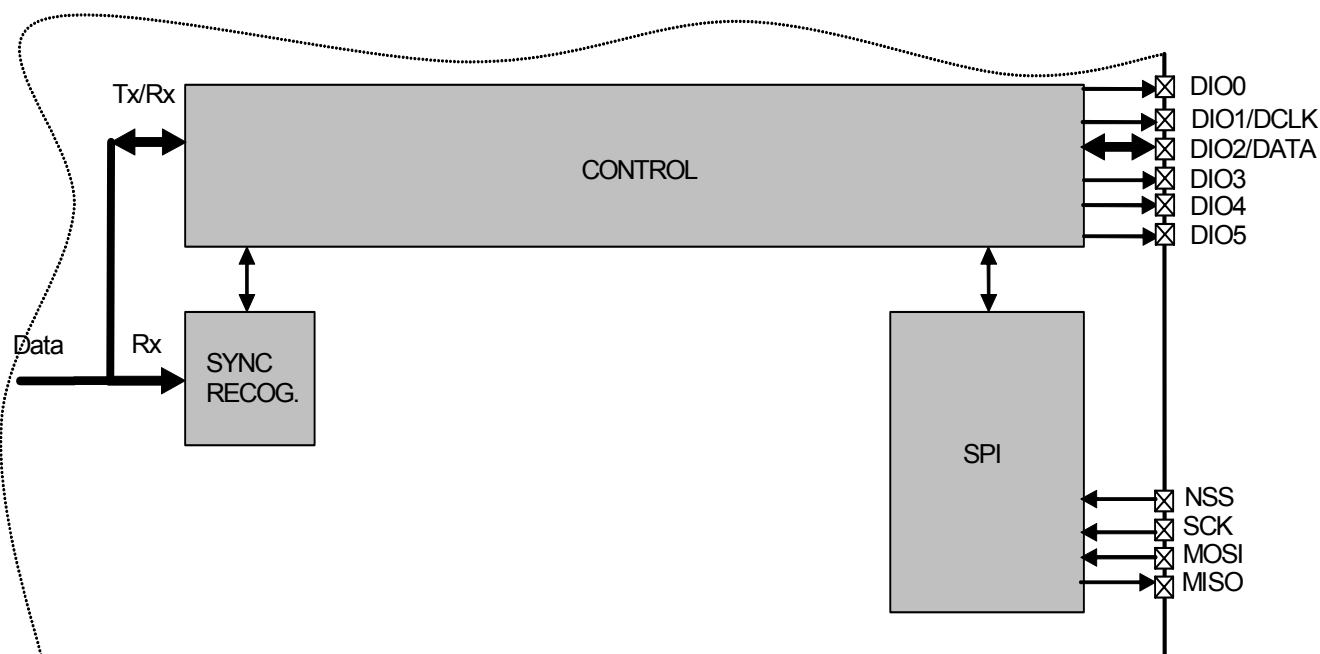 Tx/Rx
CONTROL
DIO0
DIO1/DCLK
DIO2/DATA
DIO3
DIO4
DIO5
Data
Rx
SYNC
RECOG.
SPI
NSS
SCK
MOSI
MISO